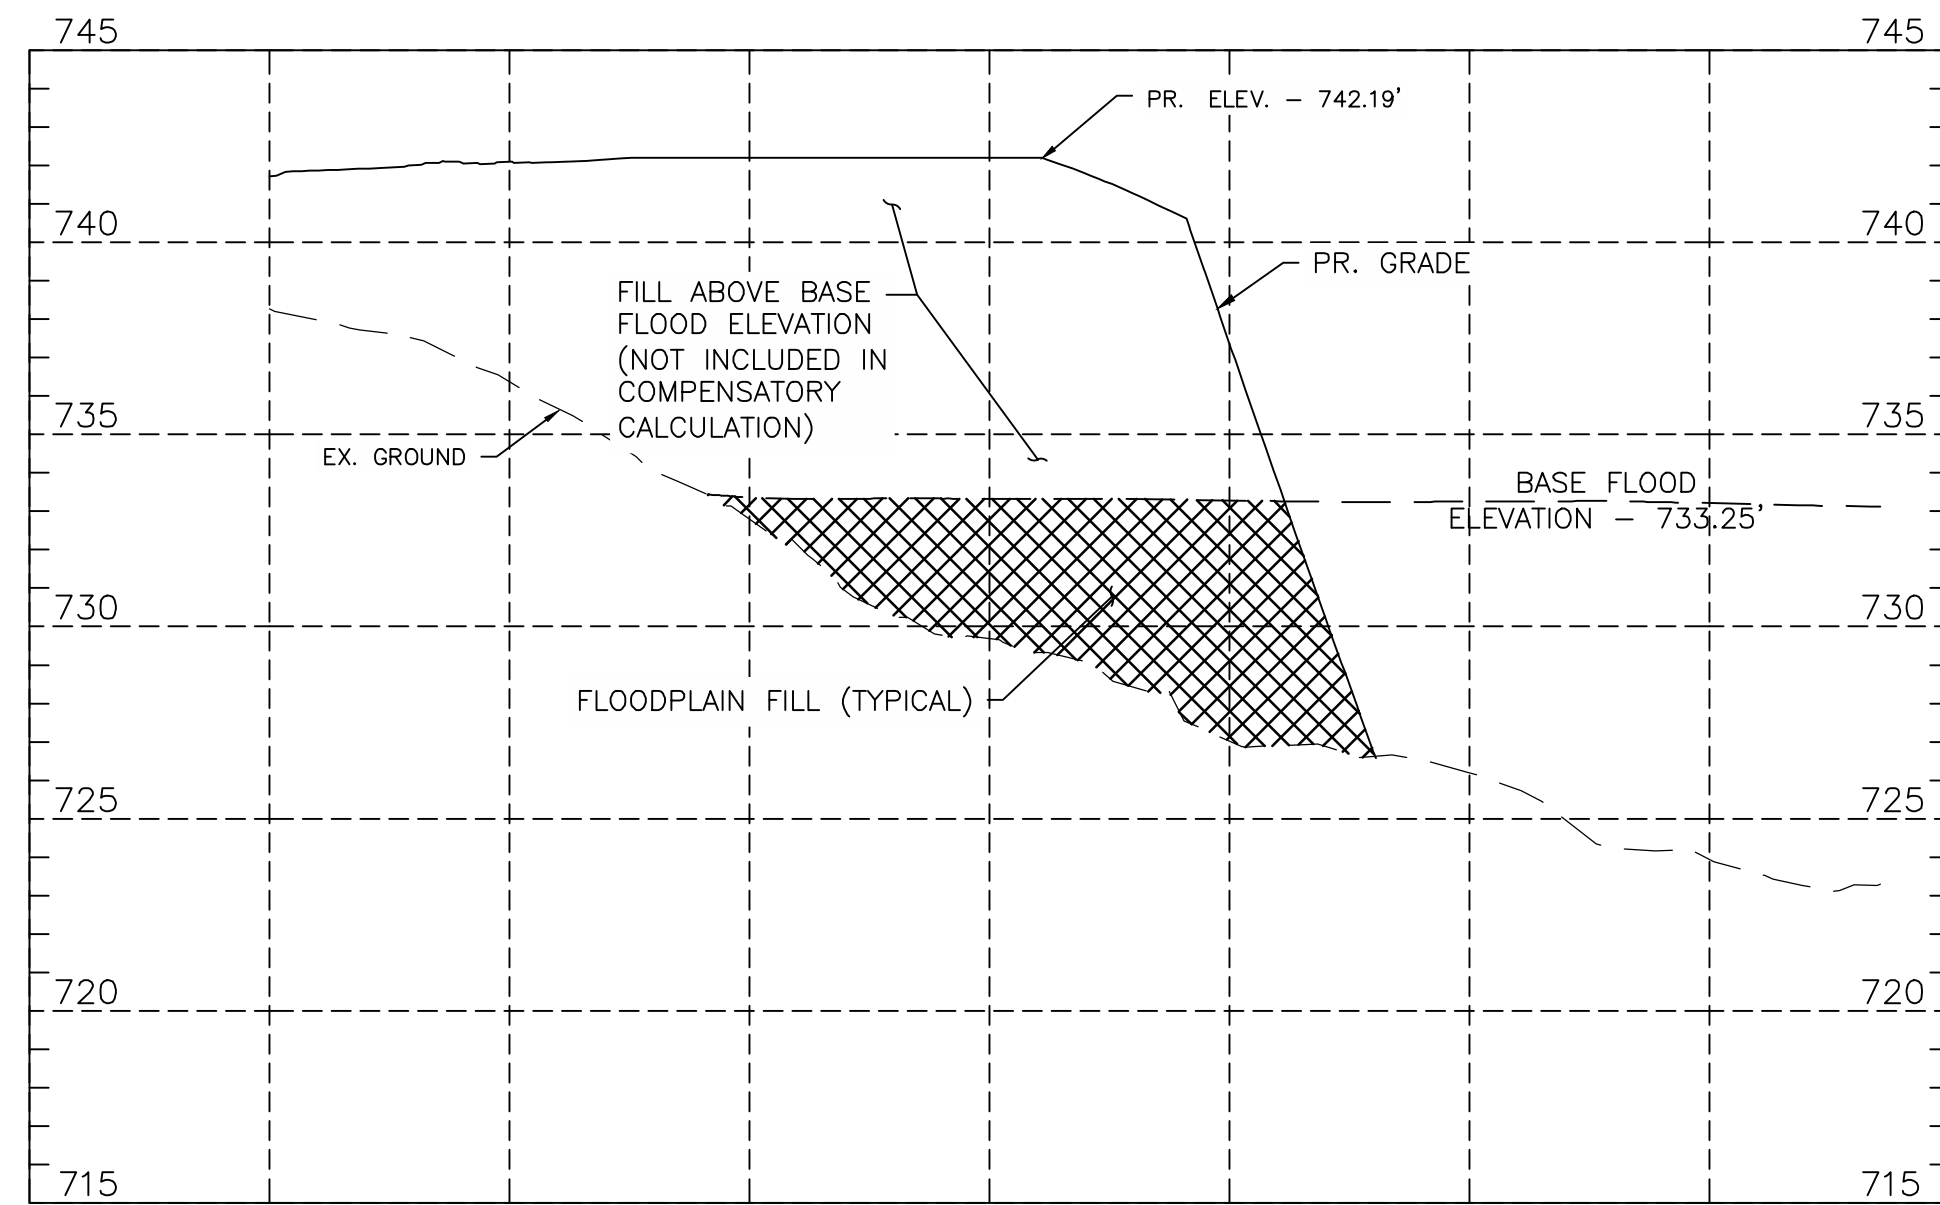 745 745
PR. ELEV. – 742.19'
740 740
PR. GRADE
FILL ABOVE BASE
FLOOD ELEVATION
(NOT INCLUDED IN
COMPENSATORY
CALCULATION)
735 735
EX. GROUND
BASE FLOOD
ELEVATION – 733.25'
730 730
FLOODPLAIN FILL (TYPICAL)
725 725
720 720
715 715